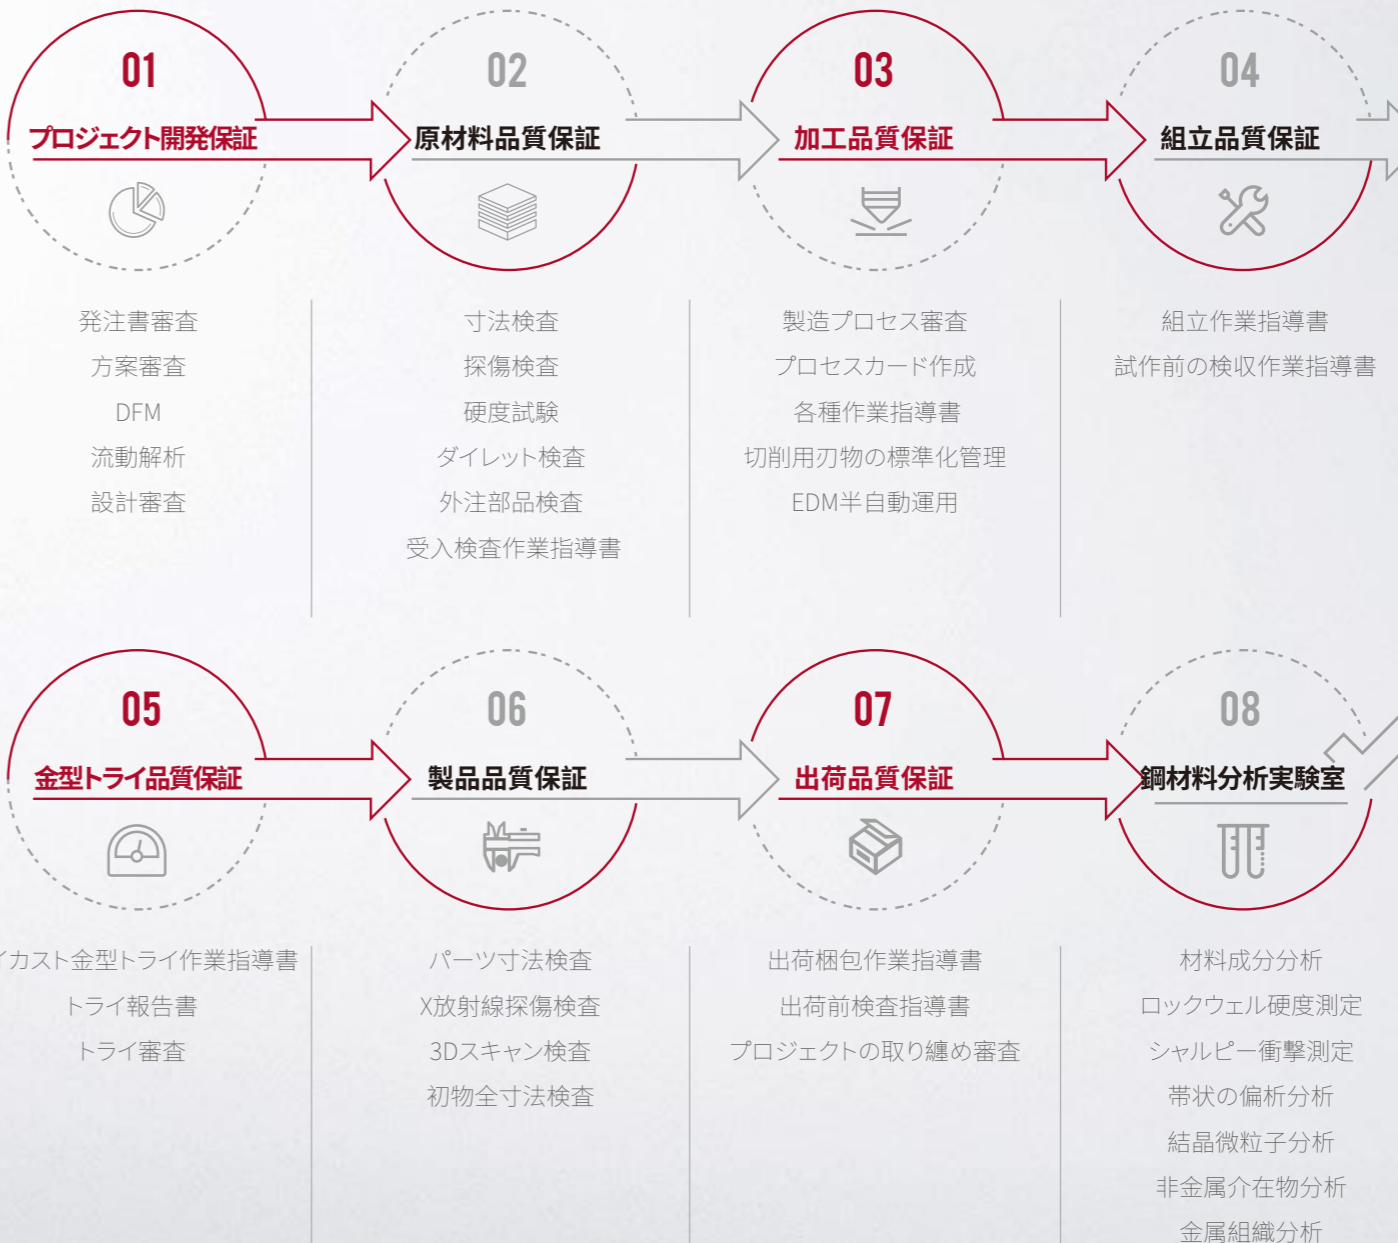 01
プロジェクト開発保証
発注書審査
方案審査
DFM
流動解析
設計審査
02
原材料品質保証
寸法検査
探傷検査
硬度試験
ダイレット検査
外注部品検査
受入検査作業指導書
03
加工品質保証
製造プロセス審査
プロセスカード作成
各種作業指導書
切削用刃物の標準化管理
EDM半自動運用
04
組立品質保証
組立作業指導書
試作前の検収作業指導書
05
金型トライ品質保証
イカスト金型トライ作業指導書
トライ報告書
トライ審査
06
製品品質保証
パーツ寸法検査
X放射線探傷検査
3Dスキャン検査
初物全寸法検査
07
出荷品質保証
出荷梱包作業指導書
出荷前検査指導書
プロジェクトの取り纏め審査
08
鋼材料分析実験室
材料成分分析
ロックウェル硬度測定
シャルピー衝撃測定
帯状の偏析分析
結晶微粒子分析
非金属介在物分析
金属組織分析